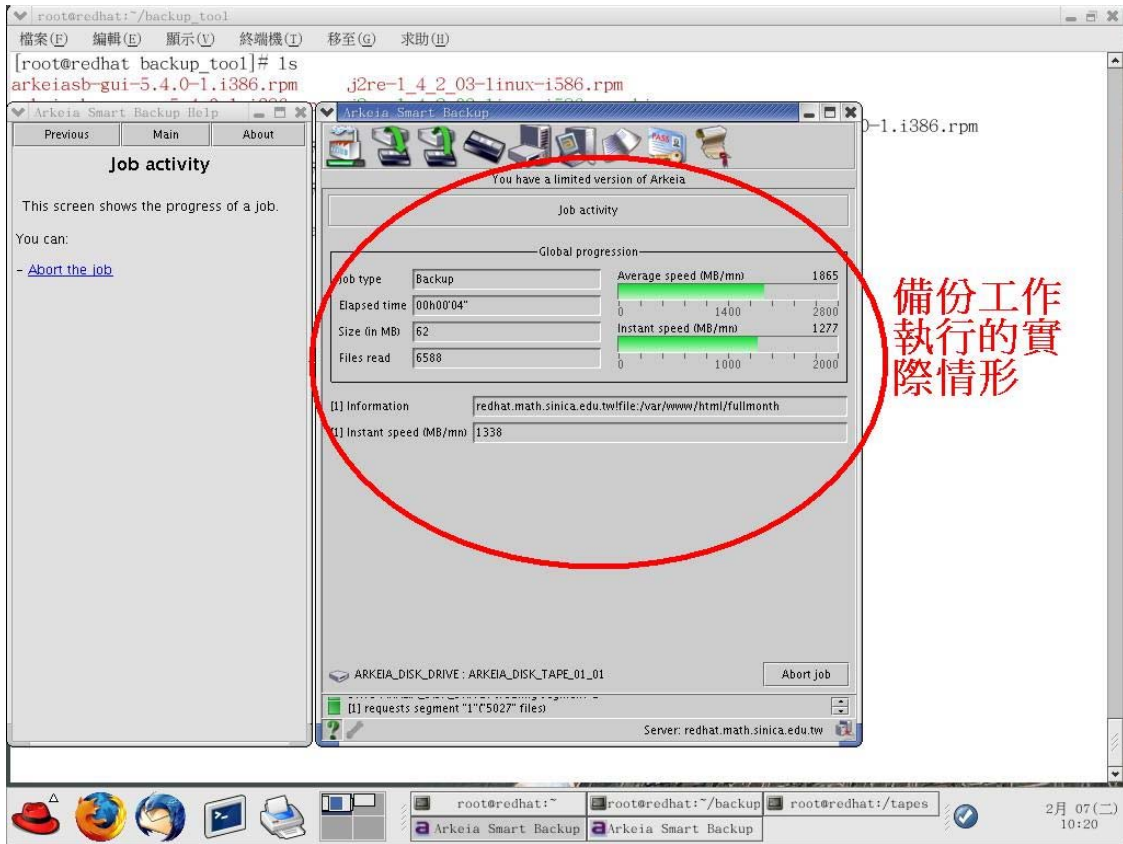 root@redhat:~/backup_tool
檔案(F) 編輯(E) 顯示(V) 終端機(T) 移至(G) 求助(H)
[root@redhat backup_tool]# ls
arkeiasb-gui-5.4.0-1.i386.rpm j2re-1_4_2_03-linux-i586.rpm
0-1.i386.rpm
Arkeia Smart Backup Help
Previous Main About
Job activity
This screen shows the progress of a job.
You can:
- Abort the job
Arkeia Smart Backup
PASS
You have a limited version of Arkeia
Job activity
Global progression
Job type Backup
Elapsed time 00h00'04"
Size (in MB) 62
Files read 6588
Average speed (MB/mn) 1865
0 1400 2800
Instant speed (MB/mn) 1277
0 1000 2000
[1] Information redhat.math.sinica.edu.tw!file:/var/www/html/fullmonth
[1] Instant speed (MB/mn) 1338
ARKEIA_DISK_DRIVE : ARKEIA_DISK_TAPE_01_01
Abort job
[1] requests segment "1"("5027" files)
Server: redhat.math.sinica.edu.tw
備份工作
執行的實
際情形
root@redhat:~ root@redhat:~/backup root@redhat:/tapes
Arkeia Smart Backup Arkeia Smart Backup
2月 07(二)
10:20